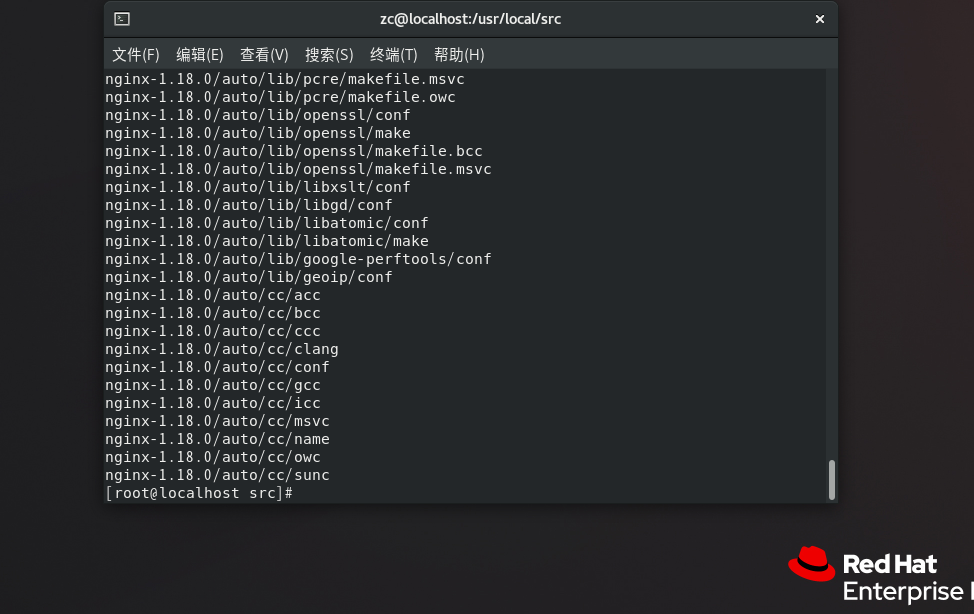 zc@localhost:/usr/local/src
文件(F) 编辑(E) 查看(V) 搜索(S) 终端(T) 帮助(H)
nginx-1.18.0/auto/lib/pcre/makefile.msvc
nginx-1.18.0/auto/lib/pcre/makefile.owc
nginx-1.18.0/auto/lib/openssl/conf
nginx-1.18.0/auto/lib/openssl/make
nginx-1.18.0/auto/lib/openssl/makefile.bcc
nginx-1.18.0/auto/lib/openssl/makefile.msvc
nginx-1.18.0/auto/lib/libxslt/conf
nginx-1.18.0/auto/lib/libgd/conf
nginx-1.18.0/auto/lib/libatomic/conf
nginx-1.18.0/auto/lib/libatomic/make
nginx-1.18.0/auto/lib/google-perftools/conf
nginx-1.18.0/auto/lib/geoip/conf
nginx-1.18.0/auto/cc/acc
nginx-1.18.0/auto/cc/bcc
nginx-1.18.0/auto/cc/ccc
nginx-1.18.0/auto/cc/clang
nginx-1.18.0/auto/cc/conf
nginx-1.18.0/auto/cc/gcc
nginx-1.18.0/auto/cc/icc
nginx-1.18.0/auto/cc/msvc
nginx-1.18.0/auto/cc/name
nginx-1.18.0/auto/cc/owc
nginx-1.18.0/auto/cc/sunc
[root@localhost src]#
Red Hat
Enterprise